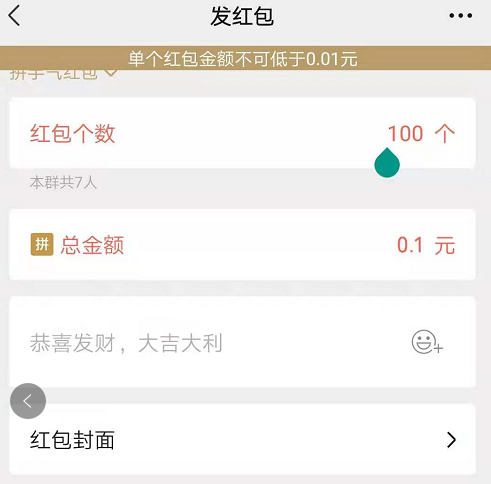 发红包
单个红包金额不可低于0.01元
拼手气红包
红包个数 100 个
本群共7人
拼 总金额 0.1 元
恭喜发财，大吉大利
红包封面